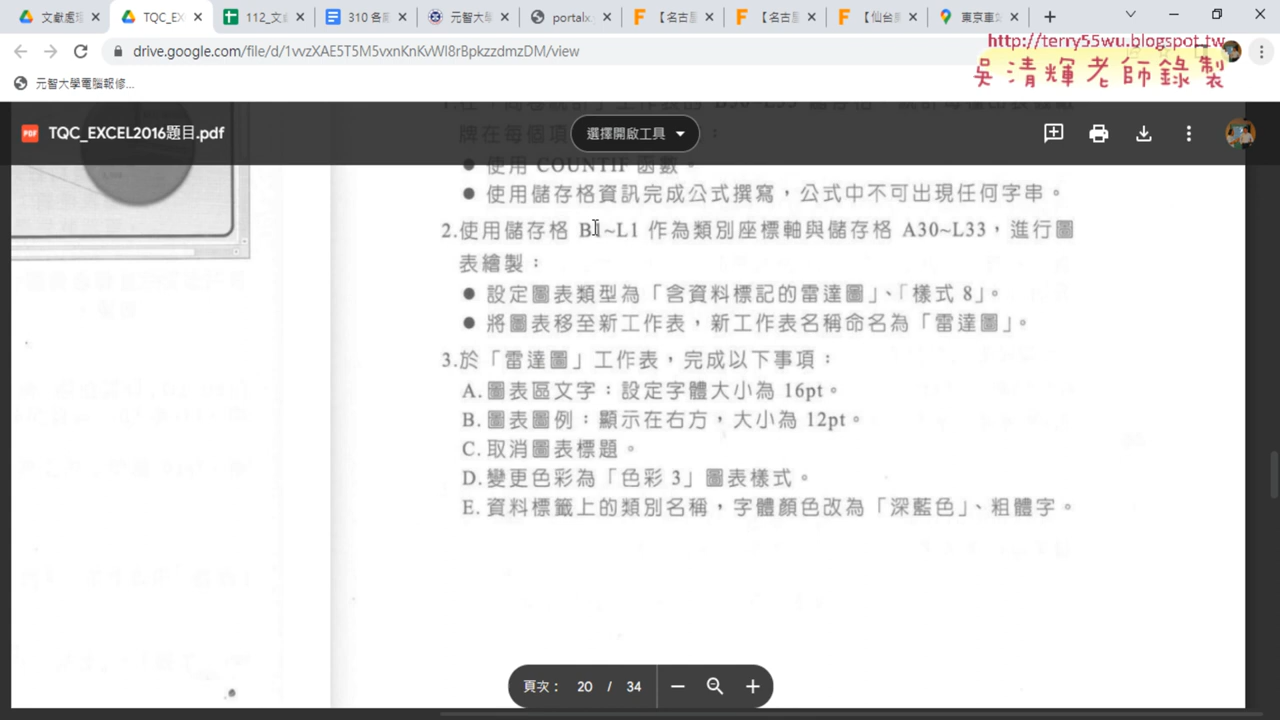 文獻處理
TQC_EX
112_文
310 各
元智大學
portalx
【名古屋
【名古屋
【仙台
東京車站
drive.google.com/file/d/1vvzXAE5T5M5vxnKnKvWl8rBpkzzdmzDM/view
http://terry55wu.blogspot.tw
吳清輝老師錄製
元智大學電腦報修...
TQC_EXCEL2016題目.pdf
選擇開啟工具
牌在每個項
● 使用 COUNTIF 函數。
● 使用儲存格資訊完成公式撰寫，公式中不可出現任何字串。
2.使用儲存格 B1~L1 作為類別座標軸與儲存格 A30~L33，進行圖
表繪製：
● 設定圖表類型為「含資料標記的雷達圖」、「樣式 8」。
● 將圖表移至新工作表，新工作表名稱命名為「雷達圖」。
3.於「雷達圖」工作表，完成以下事項：
A.圖表區文字：設定字體大小為 16pt。
B.圖表圖例：顯示在右方，大小為 12pt。
C.取消圖表標題。
D.變更色彩為「色彩 3」圖表樣式。
E.資料標籤上的類別名稱，字體顏色改為「深藍色」、粗體字。
頁次： 20 / 34